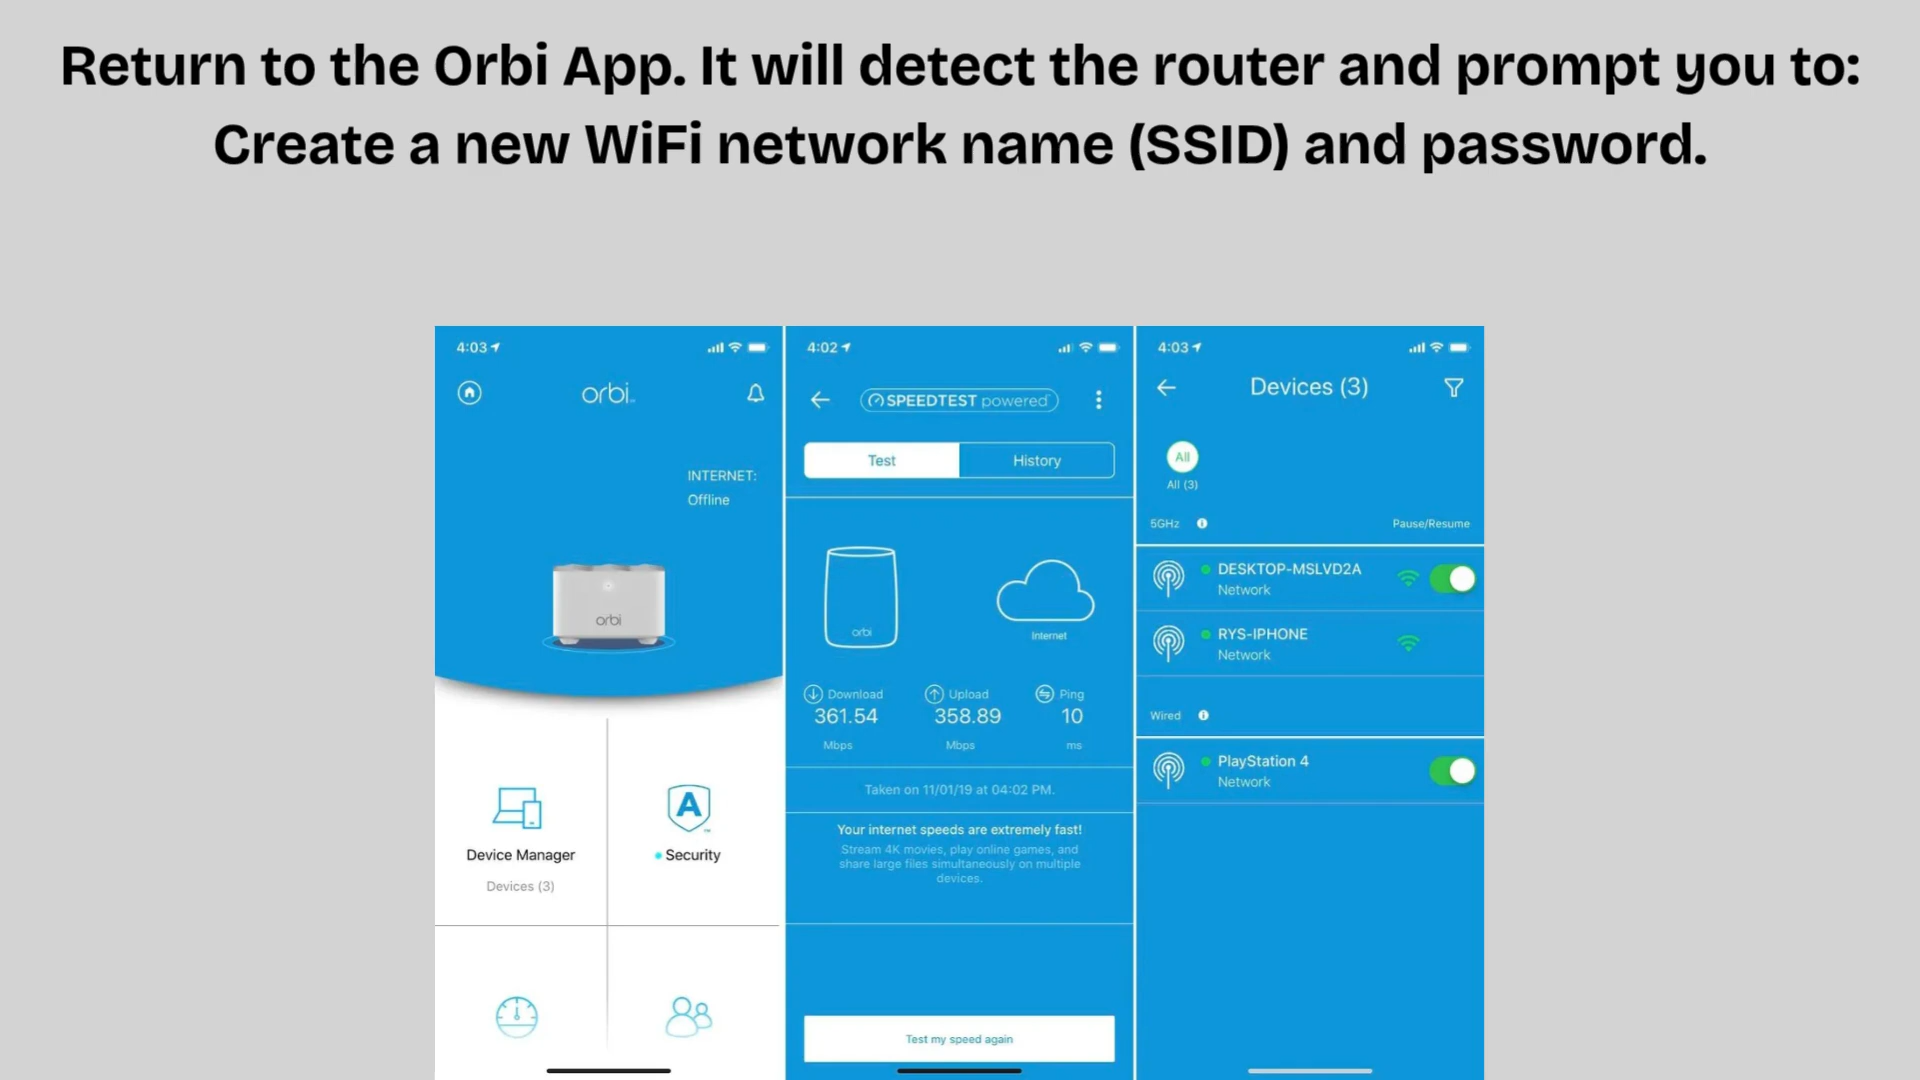 Return to the Orbi App. It will detect the router and prompt you to:
Create a new WiFi network name (SSID) and password.
4:03
orbi
INTERNET:
Offline
orbi
Device Manager
Devices (3)
A
Security
4:02
SPEEDTEST powered
Test
History
orbi
Internet
Download
361.54
Mbps
Upload
358.89
Mbps
Ping
10
ms
Taken on 11/01/19 at 04:02 PM.
Your internet speeds are extremely fast!
Stream 4K movies, play online games, and
share large files simultaneously on multiple
devices.
Test my speed again
4:03
Devices (3)
All
All (3)
5GHz
Pause/Resume
DESKTOP-MSLVD2A
Network
RYS-IPHONE
Network
Wired
PlayStation 4
Network